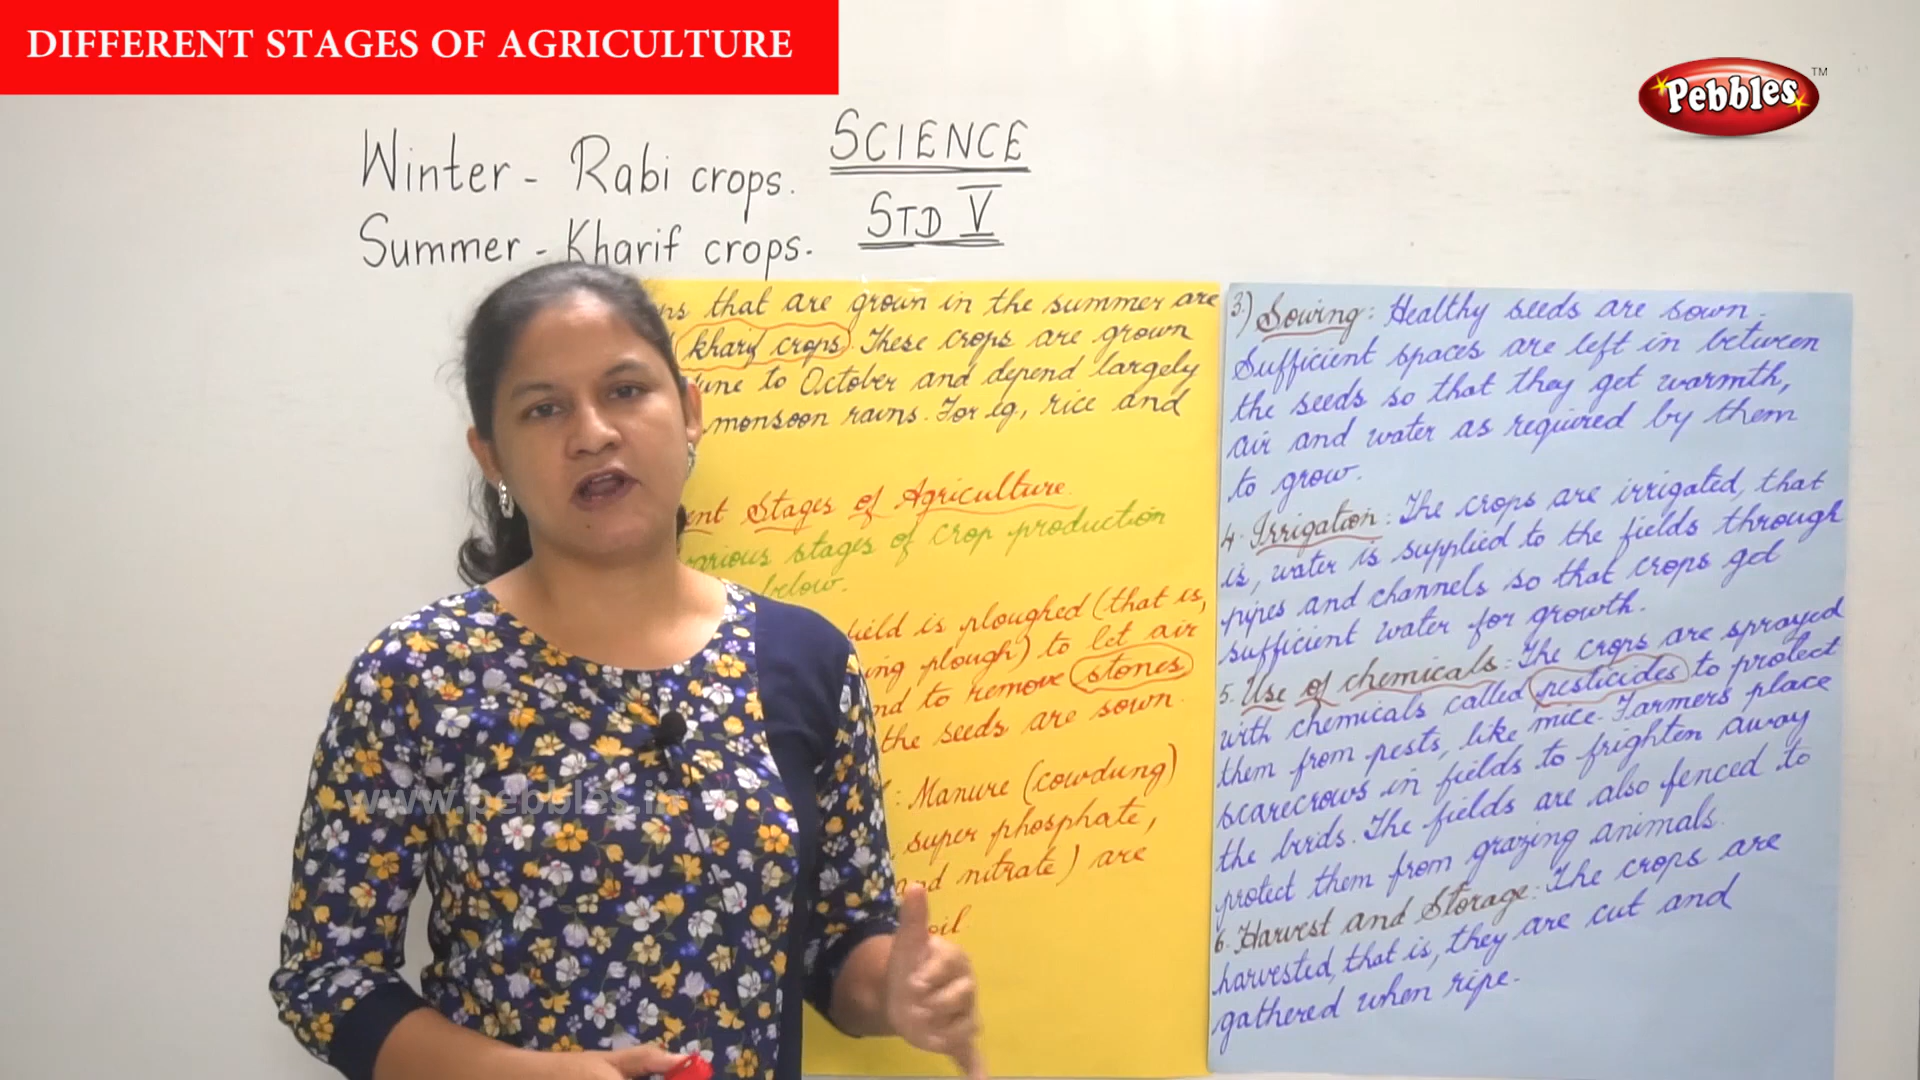 DIFFERENT STAGES OF AGRICULTURE
Pebbles TM
Winter - Rabi crops.
Summer - Kharif crops.
SCIENCE
STD V
that are grown in the summer are
kharif crops. These crops are grown
June to October and depend largely
monsoon rains. For eg, rice and
Stages of Agriculture.
various stages of crop production
below.
field is ploughed (that is,
plough) to let air
and to remove stones
the seeds are sown.
: Manure (cowdung)
super phosphate,
and nitrate) are
3) Sowing: Healthy seeds are sown.
Sufficient spaces are left in between
the seeds so that they get warmth,
air and water as required by them
to grow.
4. Irrigation: The crops are irrigated, that
is, water is supplied to the fields through
pipes and channels so that crops get
sufficient water for growth.
5. Use of chemicals: The crops are sprayed
with chemicals called pesticides to protect
them from pests, like mice. Farmers place
scarecrows in fields to frighten away
the birds. The fields are also fenced to
protect them from grazing animals.
6. Harvest and Storage: The crops are
harvested, that is, they are cut and
gathered when ripe.
www.pebbles.in